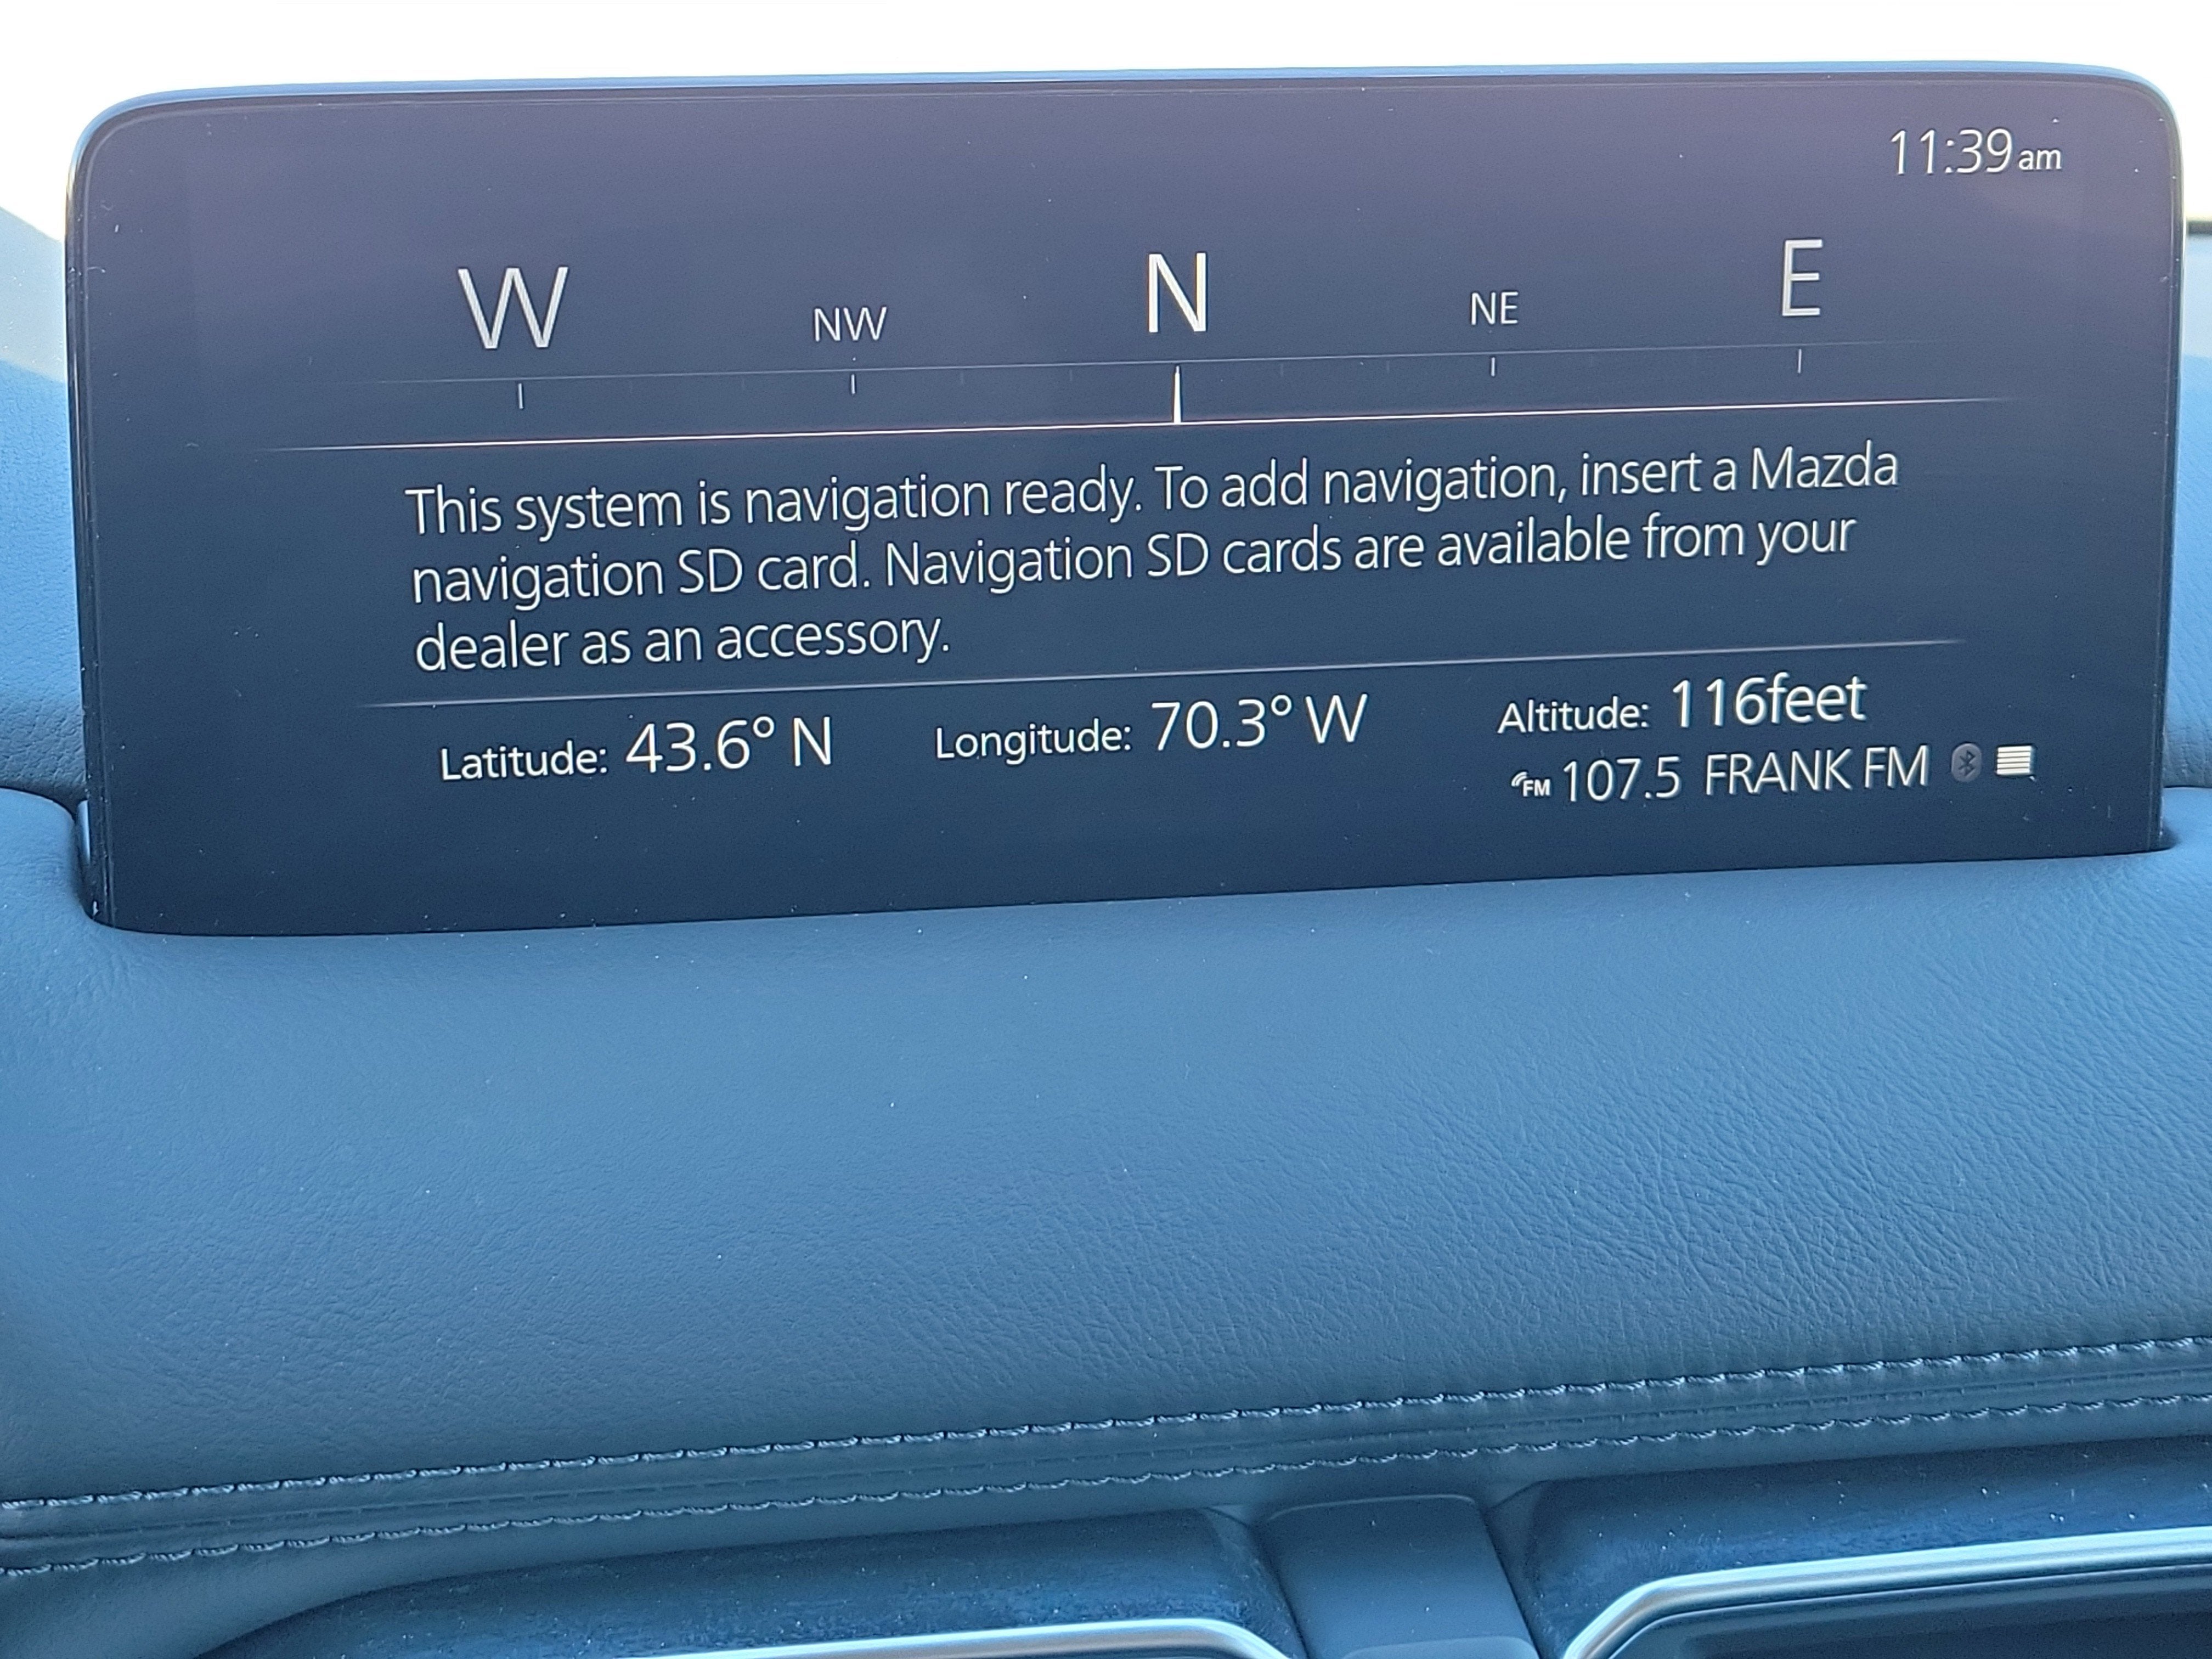 11:39am
W NW N NE E
This system is navigation ready. To add navigation, insert a Mazda
navigation SD card. Navigation SD cards are available from your
dealer as an accessory.
Latitude: 43.6° N Longitude: 70.3° W Altitude: 116feet
FM 107.5 FRANK FM